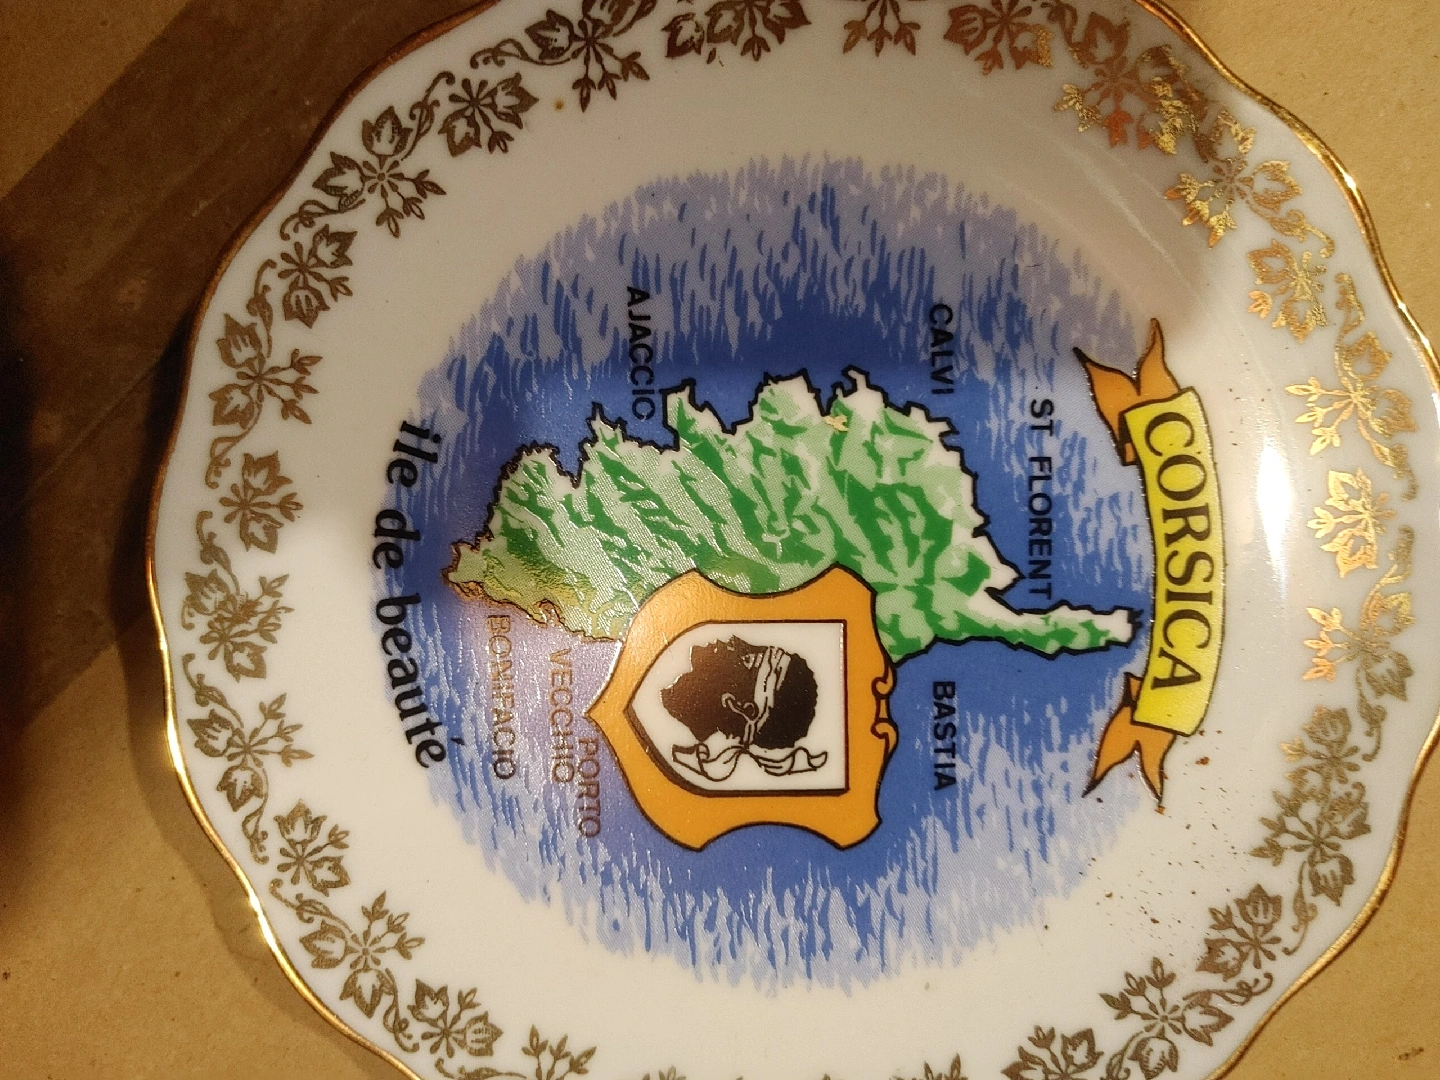 CORSICA
ST FLORENT
CALVI
BASTIA
AJACCIO
PORTO
VECCHIO
BONIFACIO
île de beauté